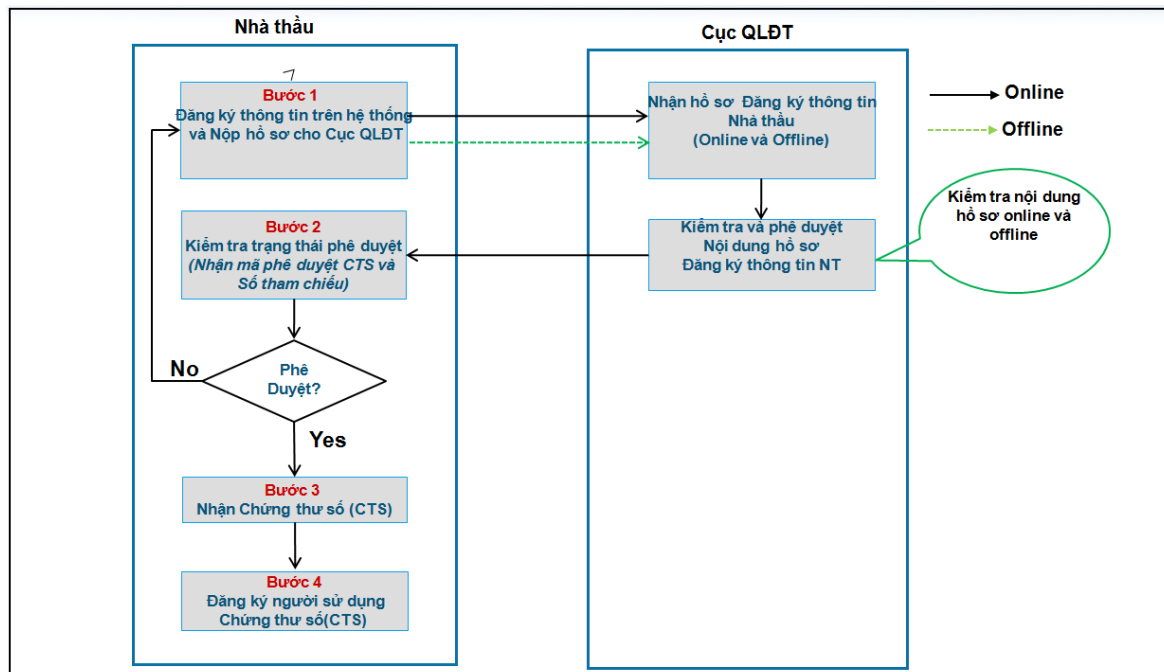 Nhà thầu
Bước 1
Đăng ký thông tin trên hệ thống
và Nộp hồ sơ cho Cục QLĐT
Bước 2
Kiểm tra trạng thái phê duyệt
(Nhận mã phê duyệt CTS và
Số tham chiếu)
Phê
Duyệt?
No
Yes
Bước 3
Nhận Chứng thư số (CTS)
Bước 4
Đăng ký người sử dụng
Chứng thư số(CTS)
Cục QLĐT
Nhận hồ sơ Đăng ký thông tin
Nhà thầu
(Online và Offline)
Kiểm tra và phê duyệt
Nội dung hồ sơ
Đăng ký thông tin NT
Online
Offline
Kiểm tra nội dung
hồ sơ online và
offline